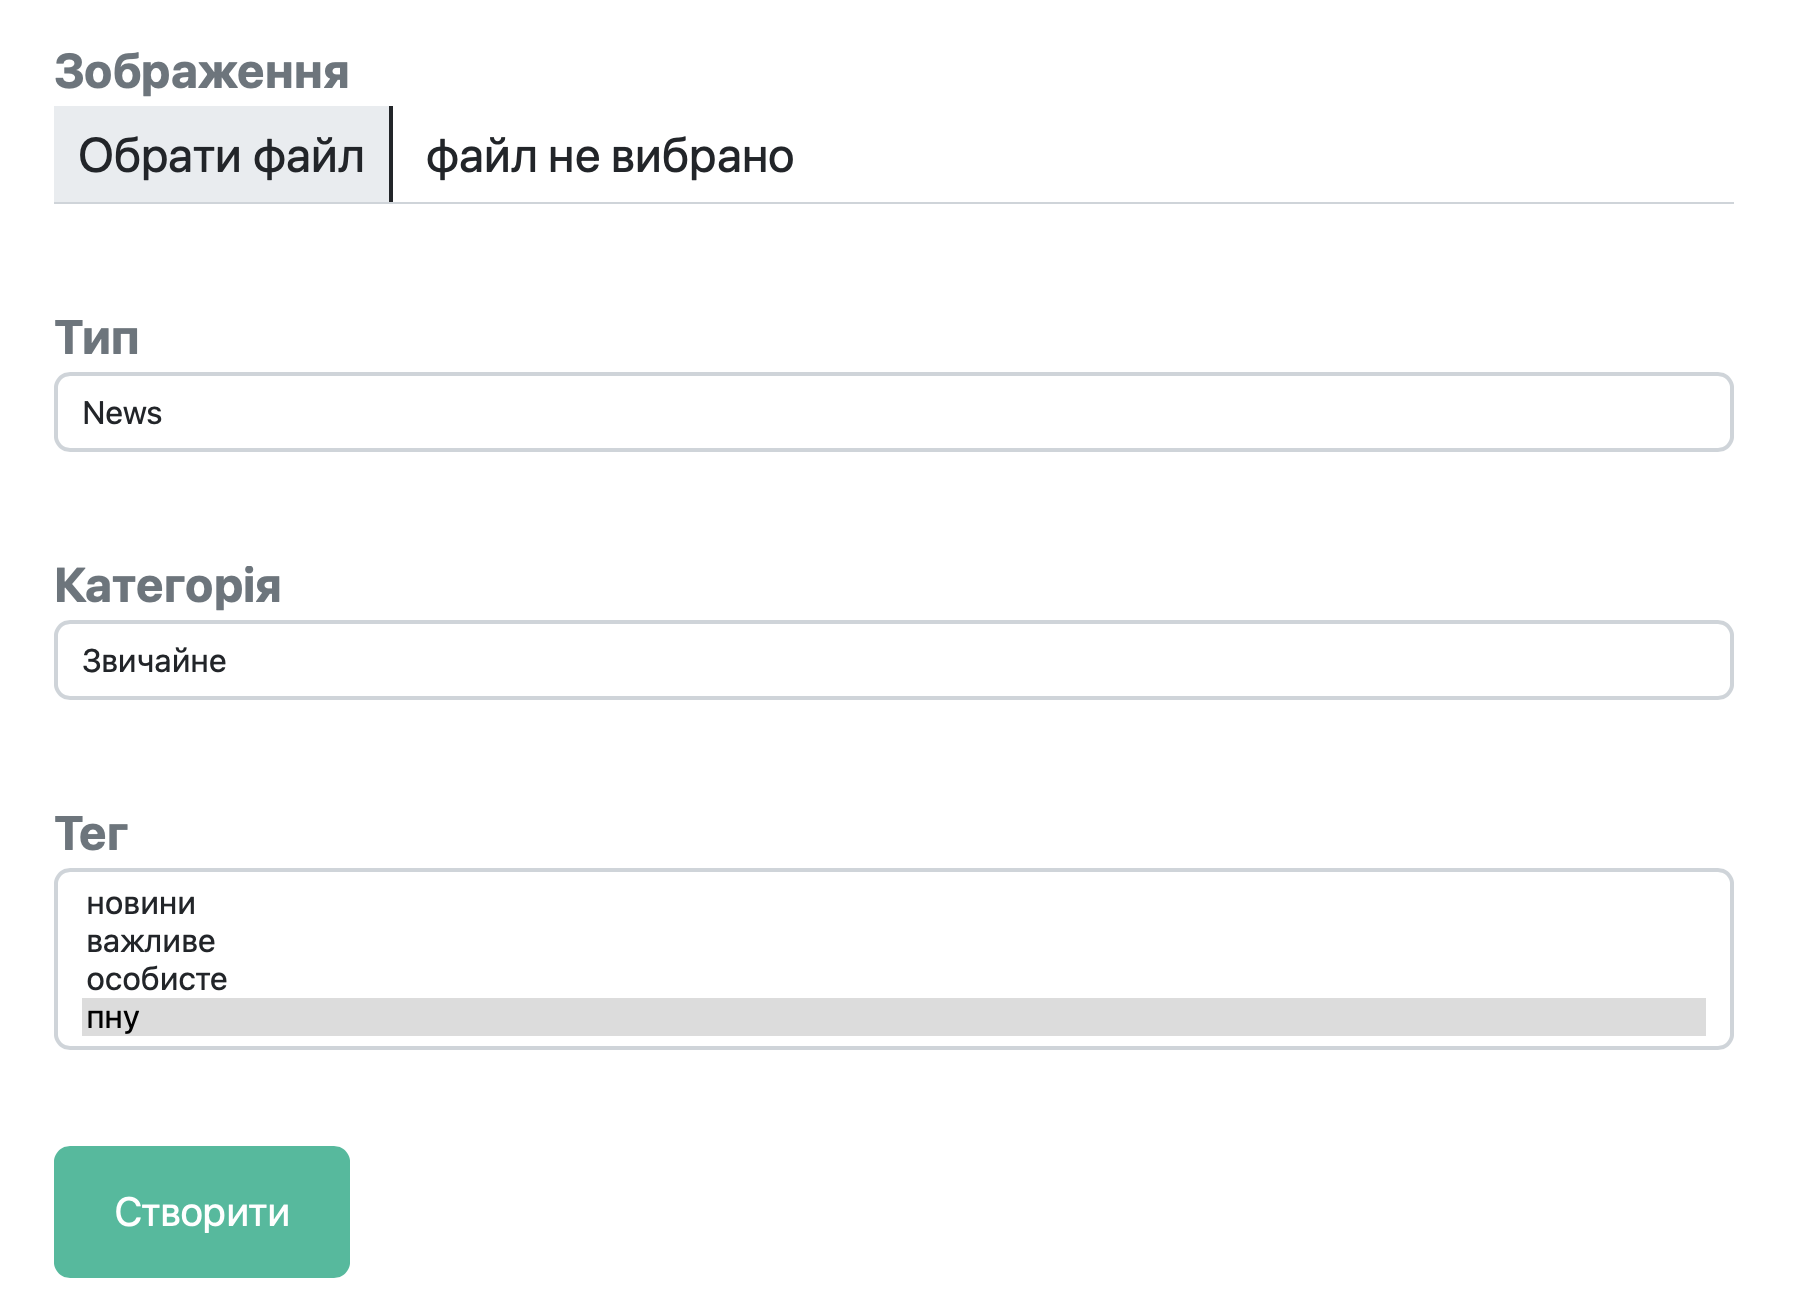 Зображення
Обрати файл файл не вибрано
Тип
News
Категорія
Звичайне
Тег
новини
важливе
особисте
пну
Створити